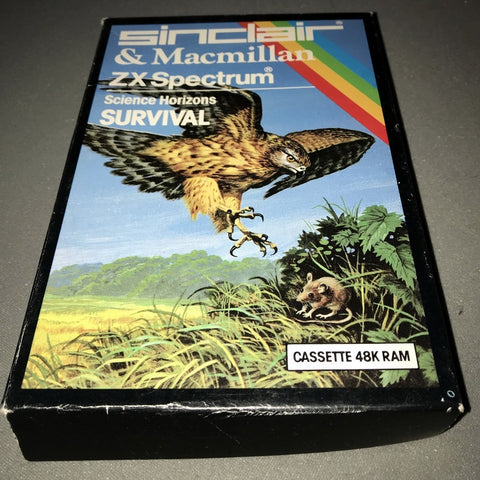 sinclair
& Macmillan
ZX Spectrum®
Science Horizons
SURVIVAL
CASSETTE 48K RAM